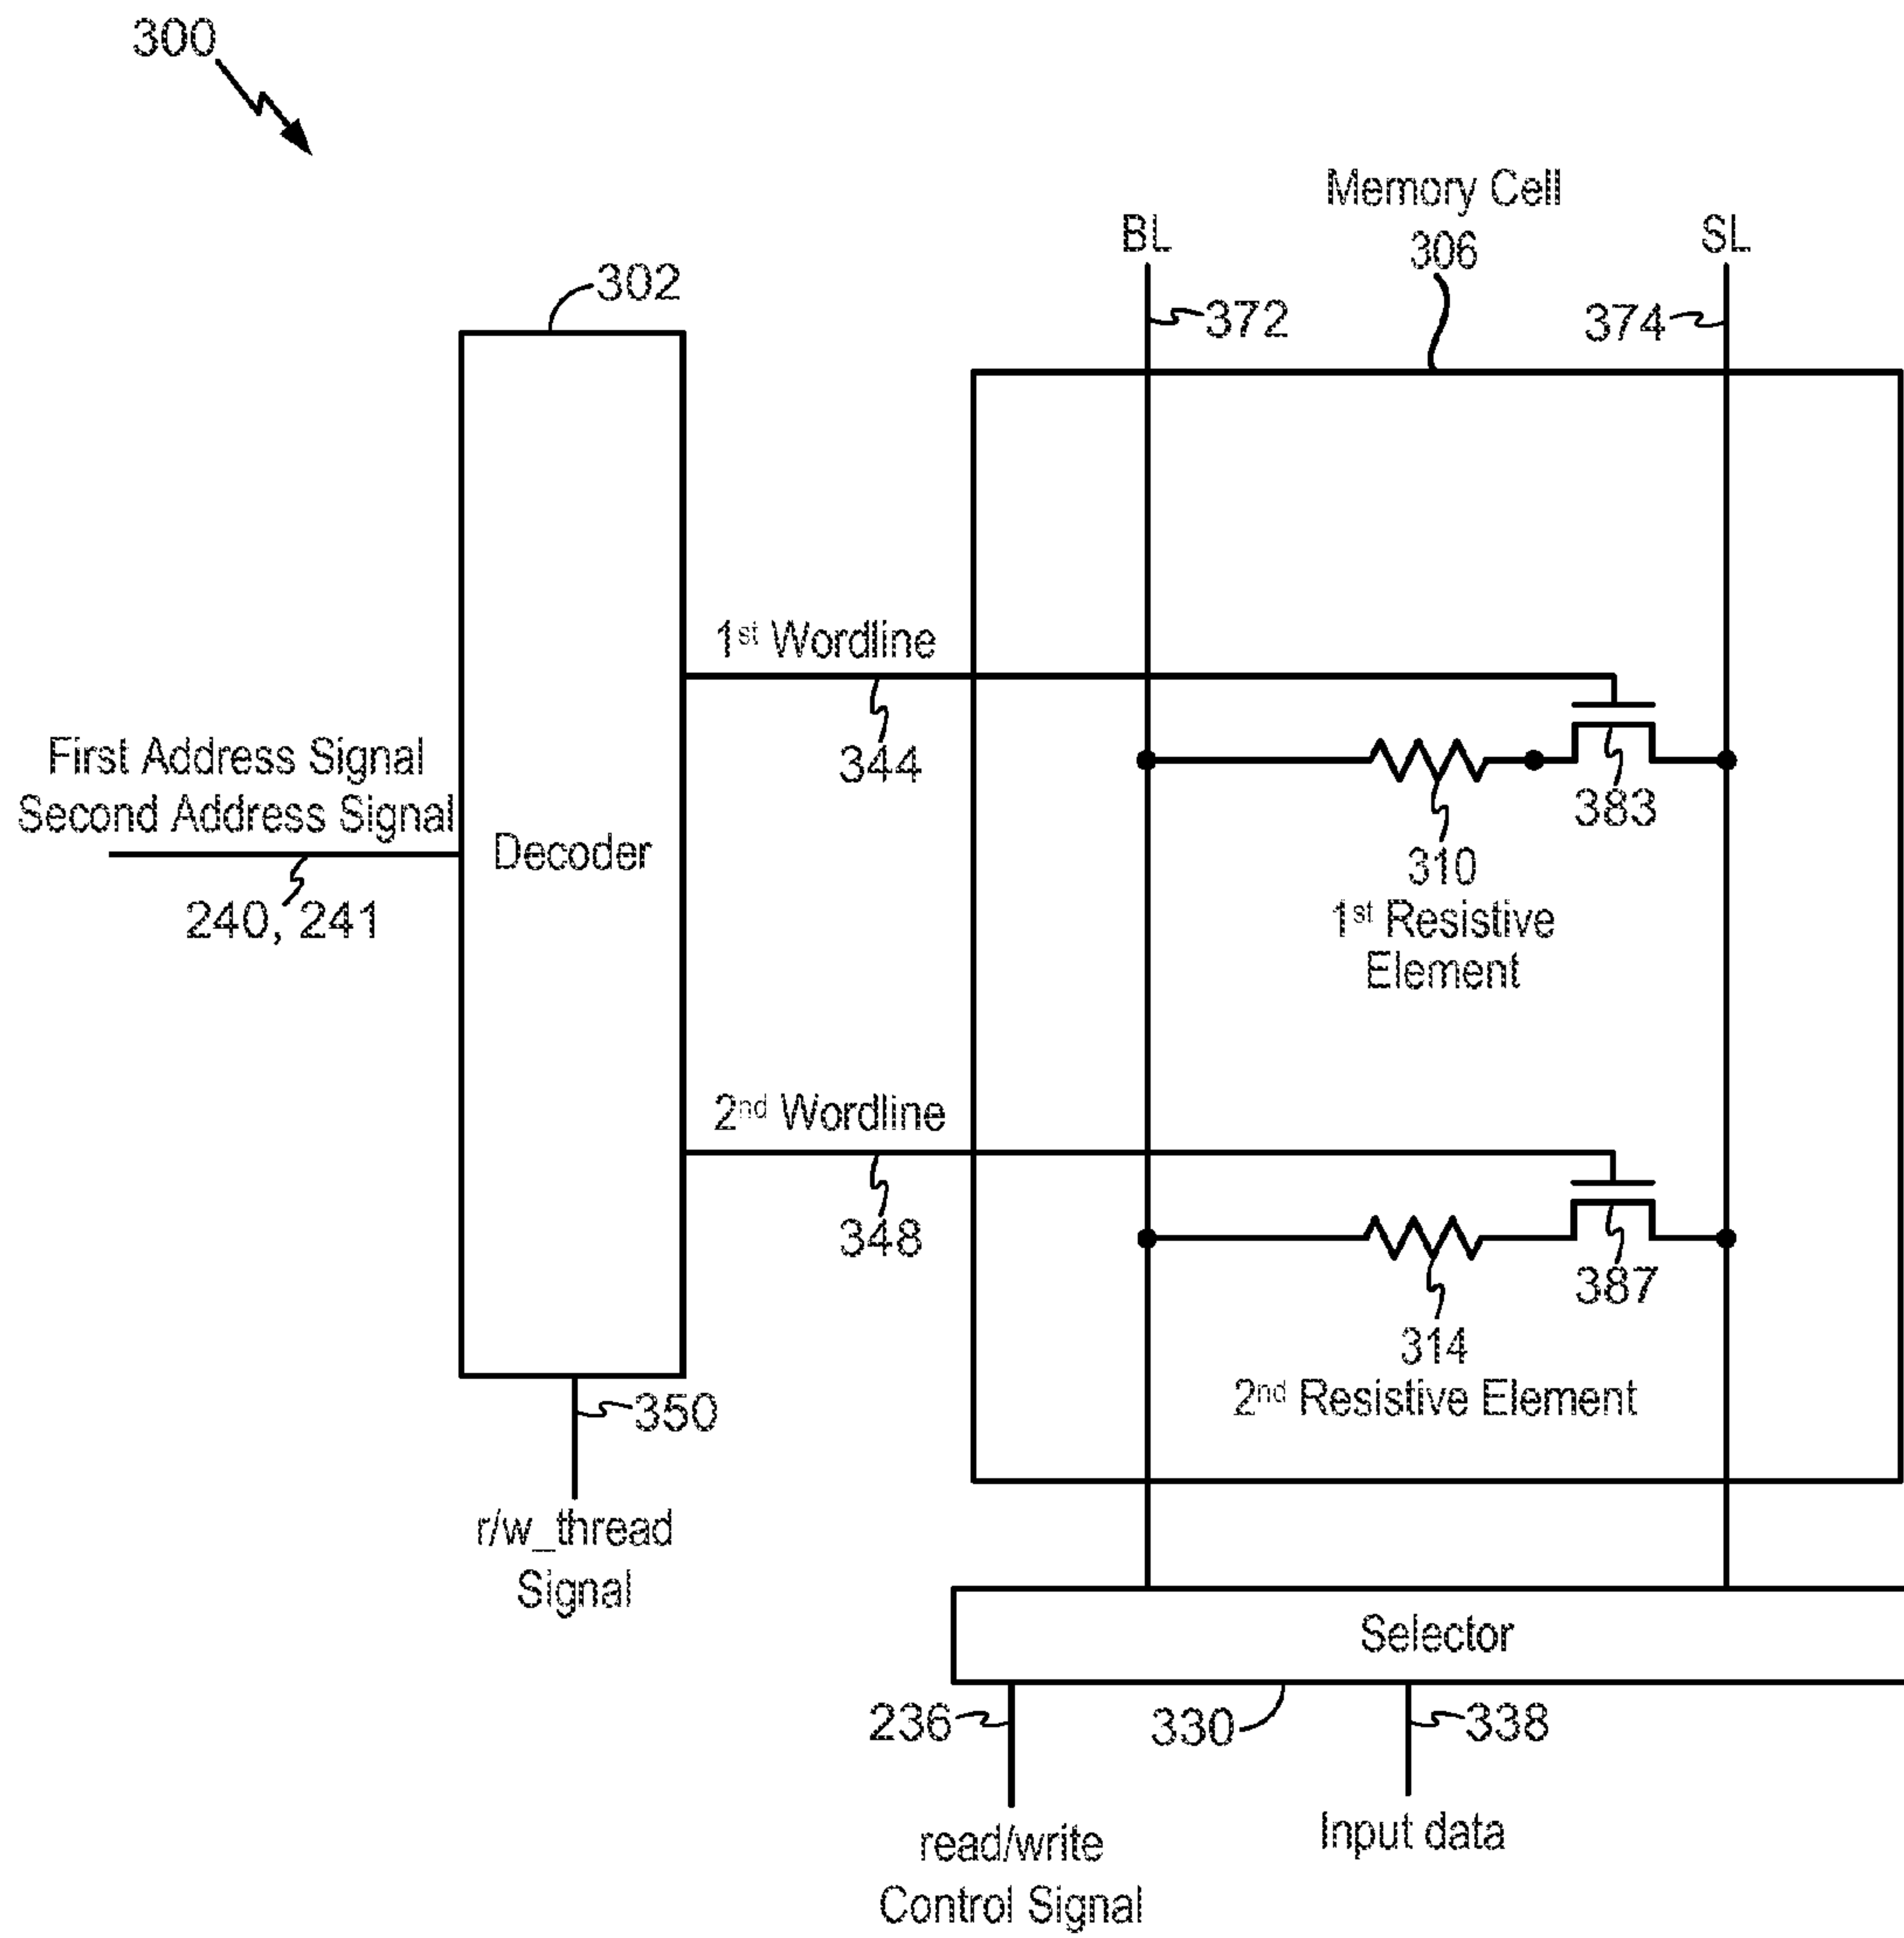 300
Memory Cell
306
BL
SL
302
372
374
1st Wordline
344
First Address Signal
Second Address Signal
240, 241
Decoder
383
310
1st Resistive
Element
2nd Wordline
348
387
314
2nd Resistive Element
350
r/w_thread
Signal
Selector
236
330
338
read/write
Control Signal
Input data